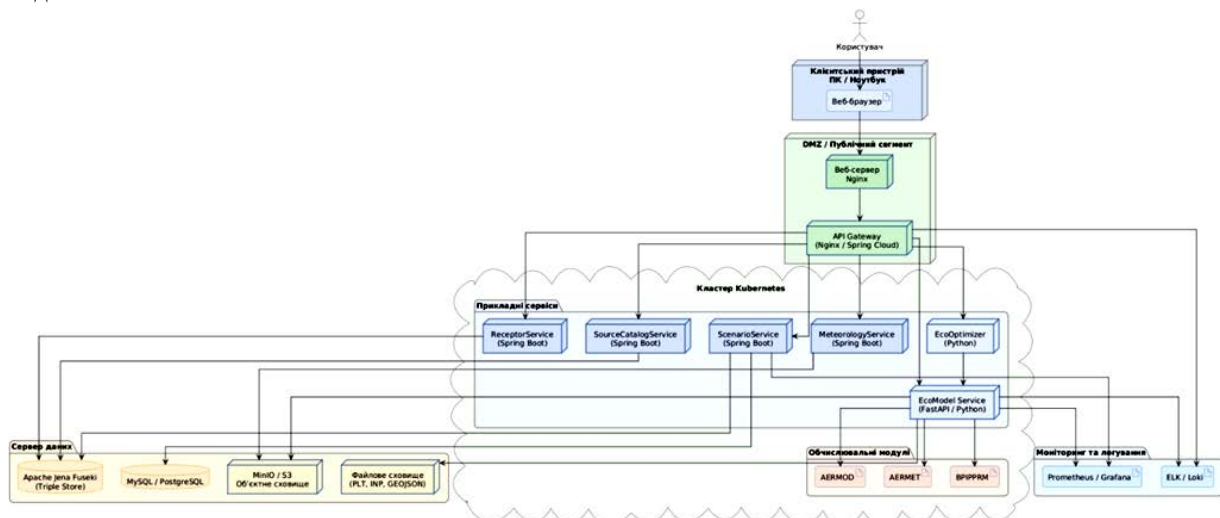 Користувач
Клієнтський пристрій
ПК / Ноутбук
Веб-браузер
DMZ / Публічний сегмент
Веб-сервер
Nginx
API Gateway
(Nginx / Spring Cloud)
Кластер Kubernetes
Прикладні сервіси
ReceptorService
(Spring Boot)
SourceCatalogService
(Spring Boot)
ScenarioService
(Spring Boot)
MeteorologyService
(Spring Boot)
EcoOptimizer
(Python)
EcoModel Service
(FastAPI / Python)
Сервер даних
Apache Jena Fuseki
(Triple Store)
MySQL / PostgreSQL
MinIO / S3
Об'єктне сховище
Файлове сховище
(PLT, INP, GEOJSON)
Обчислювальні модулі
AERMOD
AERMET
BPIPPRM
Моніторинг та логування
Prometheus / Grafana
ELK / Loki